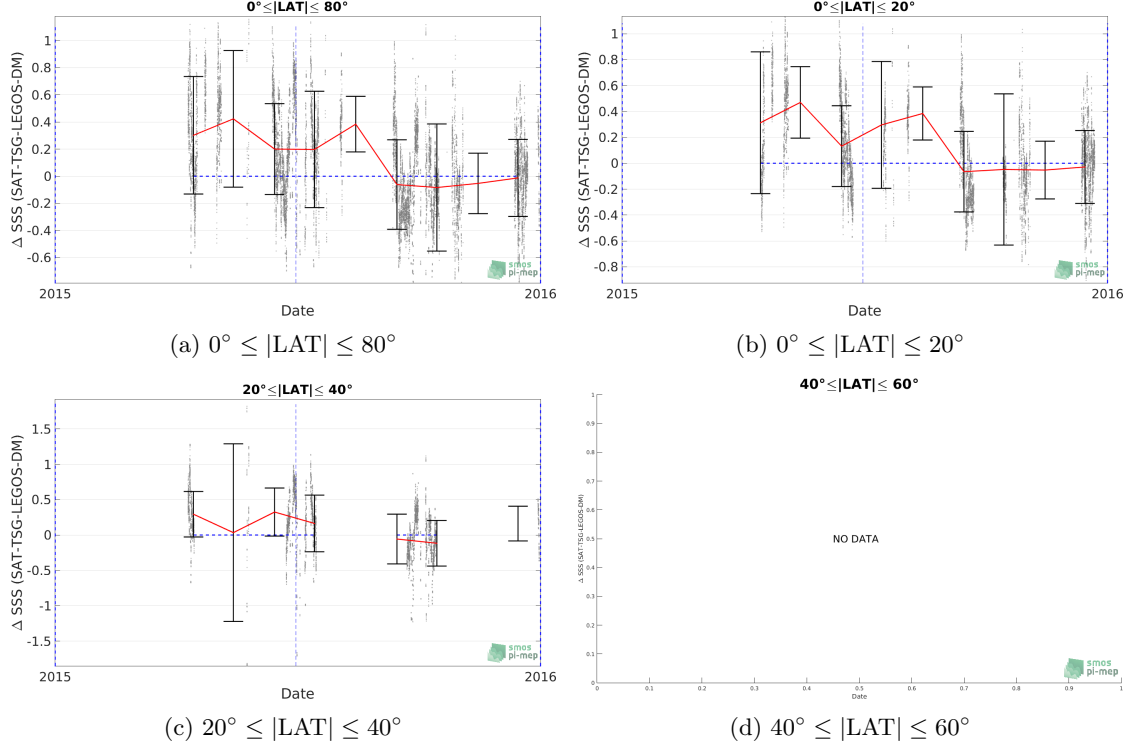 0°≤|LAT|≤ 80°
Δ SSS (SAT-TSG-LEGOS-DM)
1
0.8
0.6
0.4
0.2
0
-0.2
-0.4
-0.6
2015
2016
Date
smos
pi-mep
(a) 0° ≤ |LAT| ≤ 80°
0°≤|LAT|≤ 20°
Δ SSS (SAT-TSG-LEGOS-DM)
1
0.8
0.6
0.4
0.2
0
-0.2
-0.4
-0.6
-0.8
2015
2016
Date
smos
pi-mep
(b) 0° ≤ |LAT| ≤ 20°
20°≤|LAT|≤ 40°
Δ SSS (SAT-TSG-LEGOS-DM)
1.5
1
0.5
0
-0.5
-1
-1.5
2015
2016
Date
smos
pi-mep
(c) 20° ≤ |LAT| ≤ 40°
40°≤|LAT|≤ 60°
Δ SSS (SAT-TSG-LEGOS-DM)
1
0.9
0.8
0.7
0.6
0.5
0.4
0.3
0.2
0.1
0
NO DATA
0 0.1 0.2 0.3 0.4 0.5 0.6 0.7 0.8 0.9 1
Date
smos
pi-mep
(d) 40° ≤ |LAT| ≤ 60°